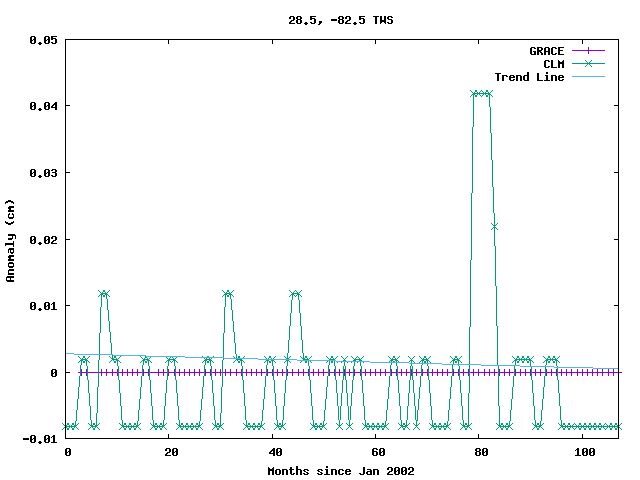 28.5, -82.5 TWS
GRACE
CLM
Trend Line
0.05
0.04
0.03
0.02
0.01
0
-0.01
Anomaly (cm)
0 20 40 60 80 100
Months since Jan 2002